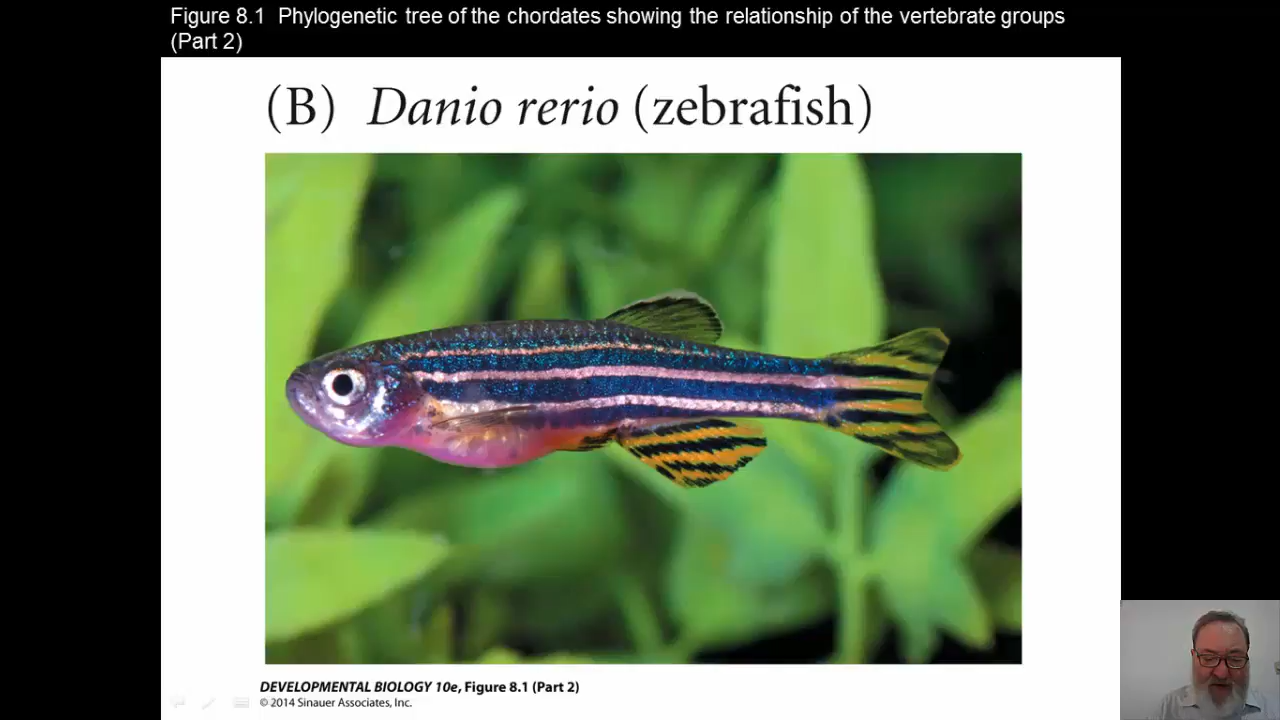 Figure 8.1  Phylogenetic tree of the chordates showing the relationship of the vertebrate groups
(Part 2)
(B)  Danio rerio (zebrafish)
DEVELOPMENTAL BIOLOGY 10e, Figure 8.1 (Part 2)
© 2014 Sinauer Associates, Inc.